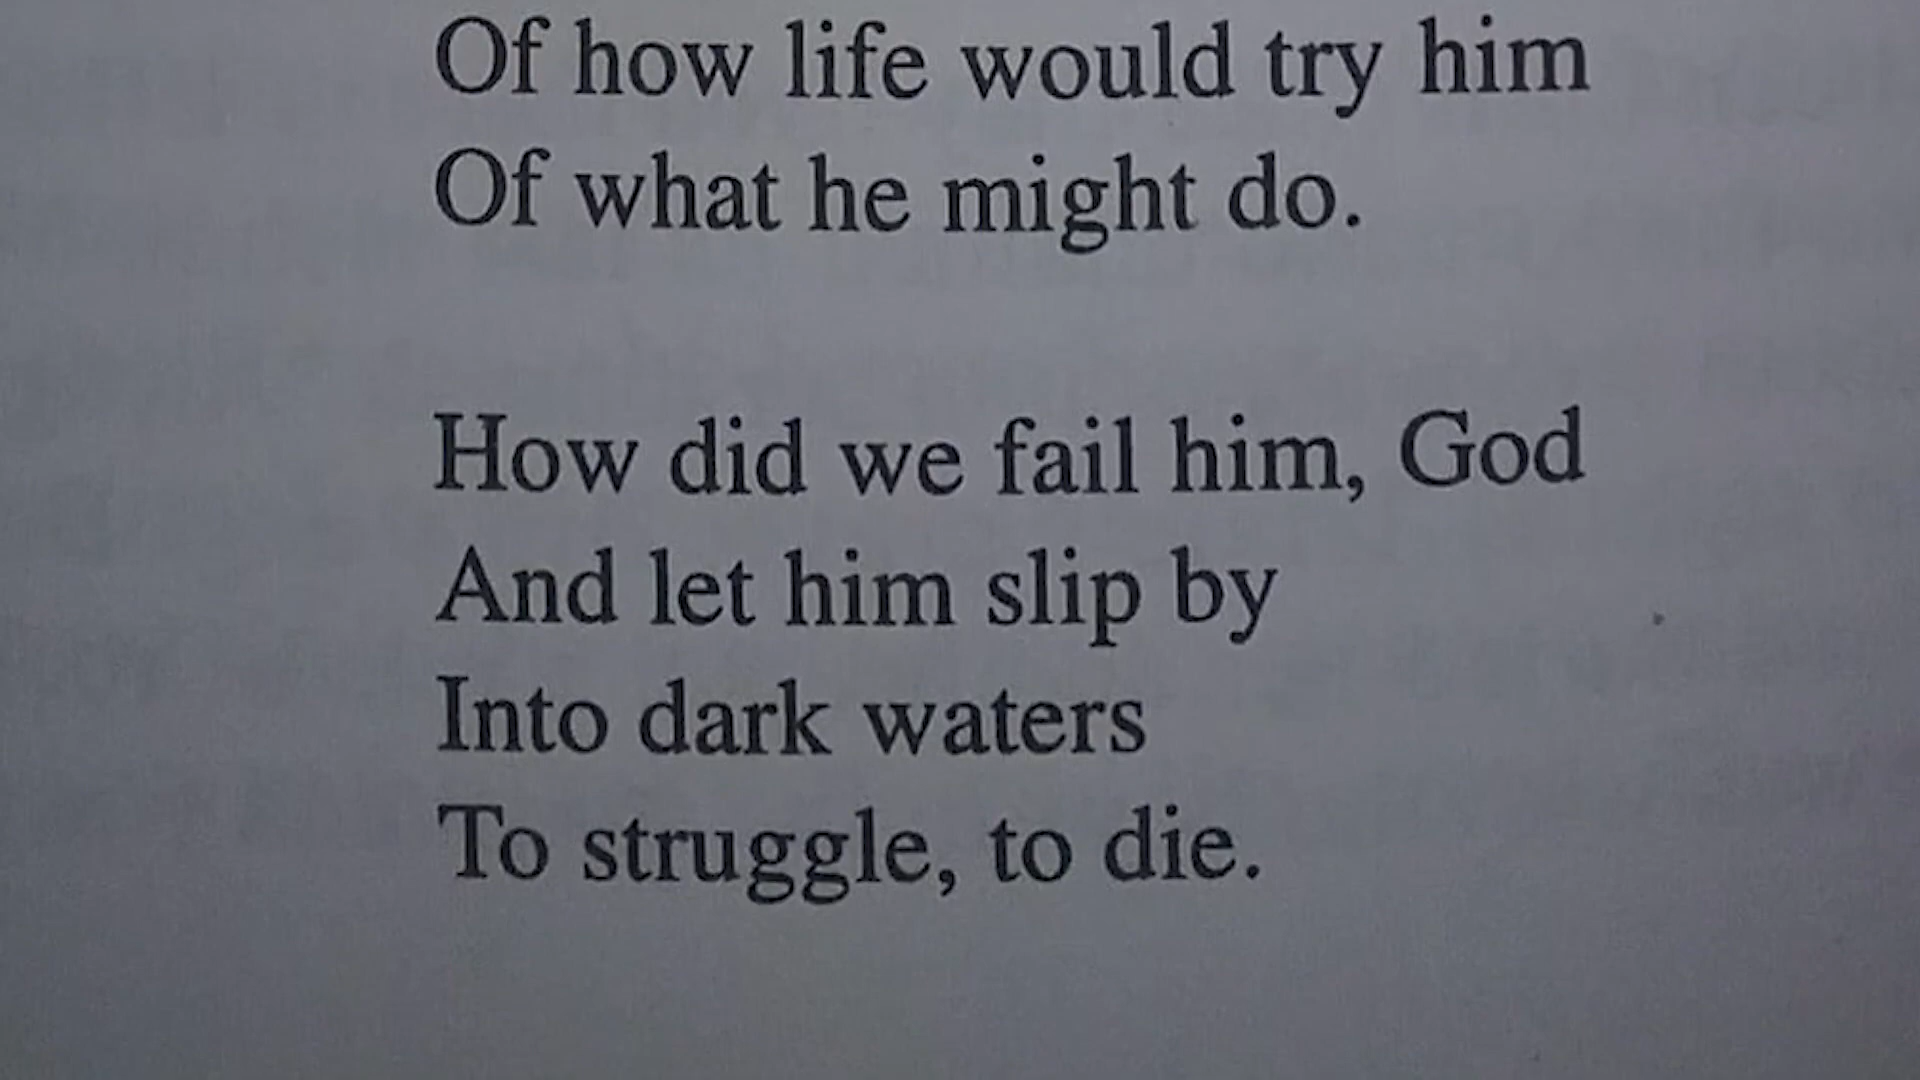 Of how life would try him
Of what he might do.
How did we fail him, God
And let him slip by
Into dark waters
To struggle, to die.